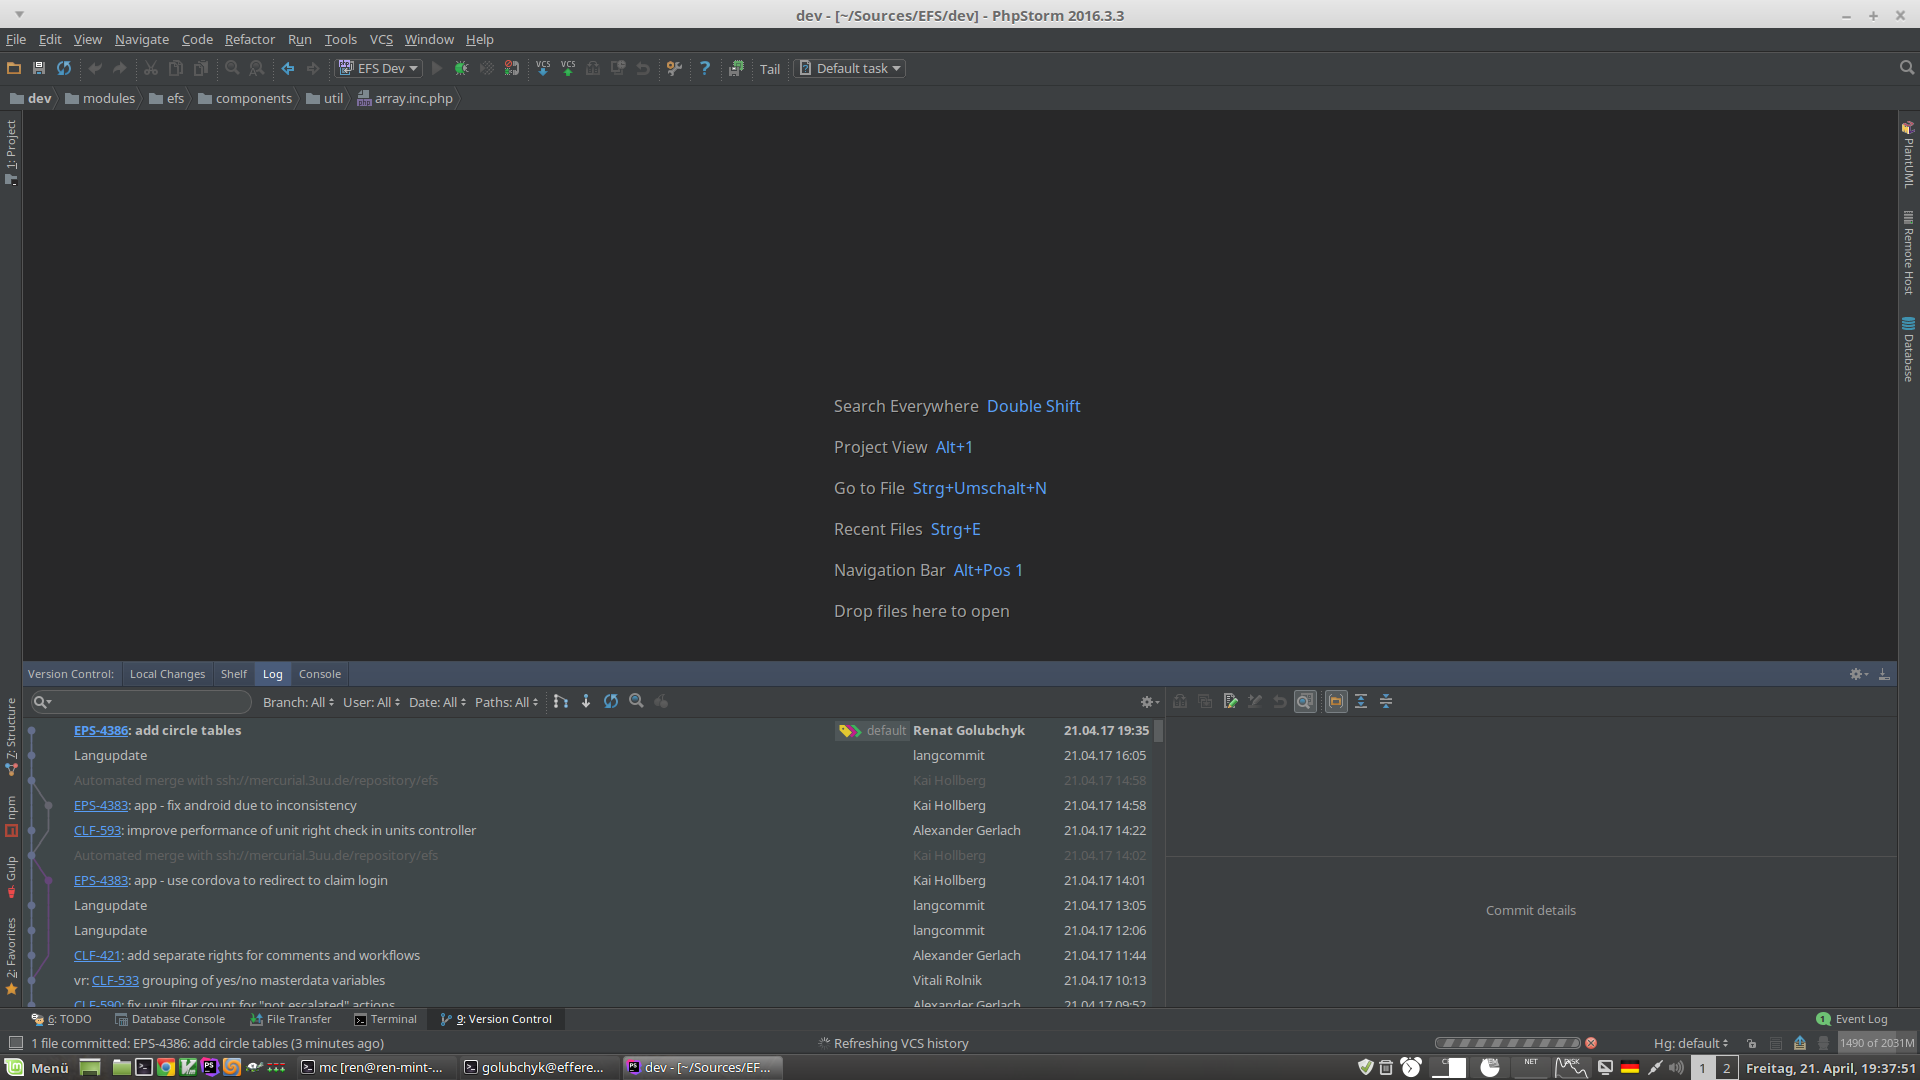 dev - [~/Sources/EFS/dev] - PhpStorm 2016.3.3
File Edit View Navigate Code Refactor Run Tools VCS Window Help
EFS Dev VCS VCS ? Tail Default task
dev modules efs components util array.inc.php
1: Project
PlantUML
Remote Host
Database
Search Everywhere Double Shift
Project View Alt+1
Go to File Strg+Umschalt+N
Recent Files Strg+E
Navigation Bar Alt+Pos 1
Drop files here to open
Version Control: Local Changes Shelf Log Console
Branch: All User: All Date: All Paths: All
EPS-4386: add circle tables default Renat Golubchyk 21.04.17 19:35
Langupdate langcommit 21.04.17 16:05
Automated merge with ssh://mercurial.3uu.de/repository/efs Kai Hollberg 21.04.17 14:58
EPS-4383: app - fix android due to inconsistency Kai Hollberg 21.04.17 14:58
CLF-593: improve performance of unit right check in units controller Alexander Gerlach 21.04.17 14:22
Automated merge with ssh://mercurial.3uu.de/repository/efs Kai Hollberg 21.04.17 14:02
EPS-4383: app - use cordova to redirect to claim login Kai Hollberg 21.04.17 14:01
Langupdate langcommit 21.04.17 13:05
Langupdate langcommit 21.04.17 12:06
CLF-421: add separate rights for comments and workflows Alexander Gerlach 21.04.17 11:44
vr: CLF-533 grouping of yes/no masterdata variables Vitali Rolnik 21.04.17 10:13
CLF-590: fix unit filter count for "not escalated" actions Alexander Gerlach 21.04.17 09:52
Commit details
7: Structure
npm
Gulp
2: Favorites
6: TODO Database Console File Transfer Terminal 9: Version Control 1 Event Log
1 file committed: EPS-4386: add circle tables (3 minutes ago) Refreshing VCS history Hg: default 1490 of 2031M
Menü mc [ren@ren-mint-... golubchyk@effere... dev - [~/Sources/EF... NET 1 2 Freitag, 21. April, 19:37:51